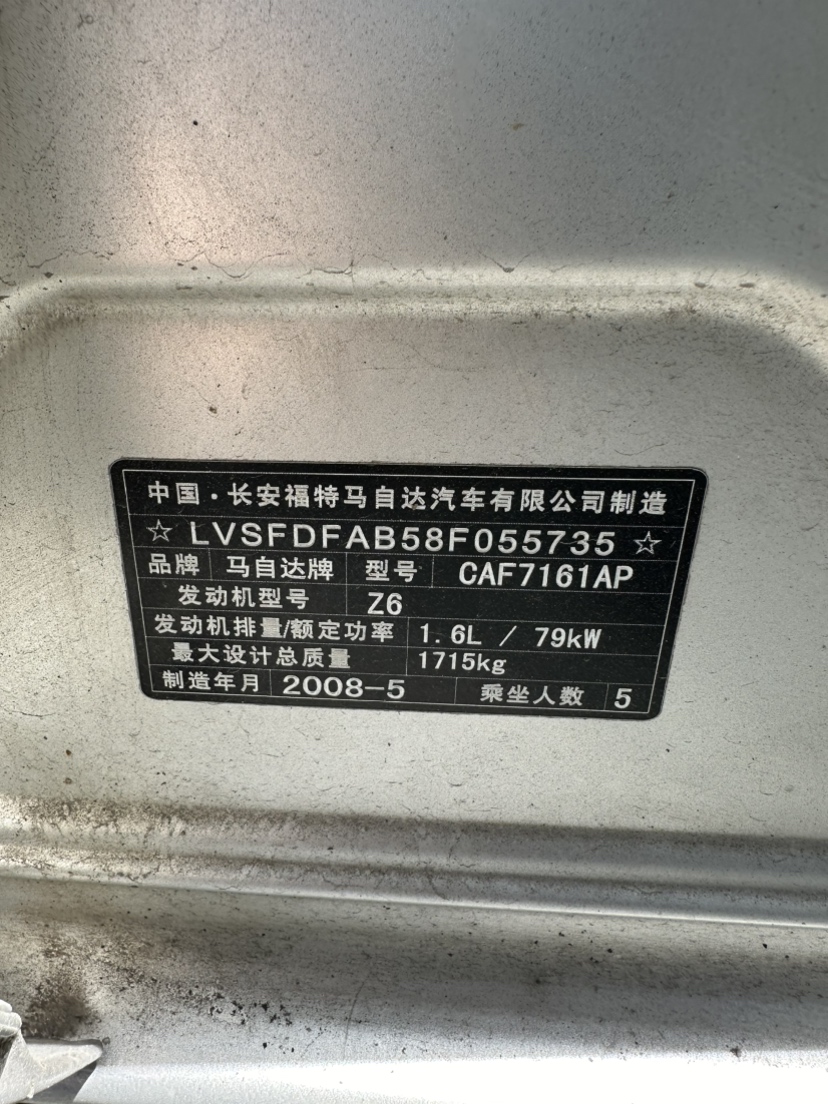 中国·长安福特马自达汽车有限公司制造
☆ LVSFDFAB58F055735 ☆
品牌 马自达牌 型号 CAF7161AP
发动机型号 Z6
发动机排量/额定功率 1.6L / 79kW
最大设计总质量 1715kg
制造年月 2008-5 乘坐人数 5